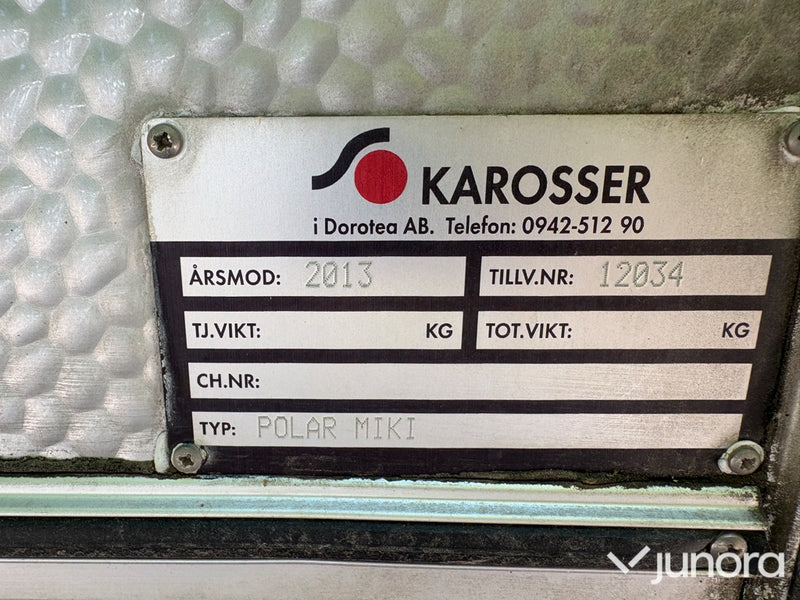 KAROSSER
i Dorotea AB. Telefon: 0942-512 90
ÅRSMOD: 2013 TILLV.NR: 12034
TJ.VIKT: KG TOT.VIKT: KG
CH.NR:
TYP: POLAR MIKI
junora